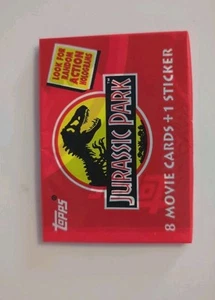 LOOK FOR
RANDOM
ACTION
HOLOGRAMS
JURASSIC PARK
TOPPS
8 MOVIE CARDS + 1 STICKER